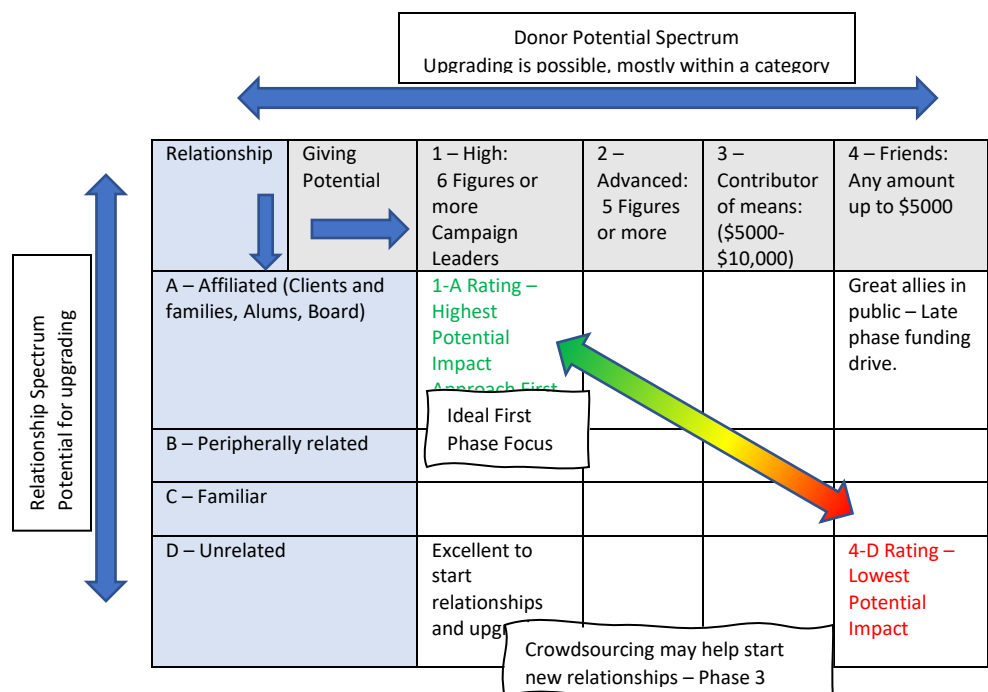 Donor Potential Spectrum
Upgrading is possible, mostly within a category
Relationship Spectrum
Potential for upgrading
Relationship
Giving
Potential
1 – High:
6 Figures or
more
Campaign
Leaders
2 –
Advanced:
5 Figures
or more
3 –
Contributor
of means:
($5000-
$10,000)
4 – Friends:
Any amount
up to $5000
A – Affiliated (Clients and
families, Alums, Board)
1-A Rating –
Highest
Potential
Impact
Approach First
Great allies in
public – Late
phase funding
drive.
Ideal First
Phase Focus
B – Peripherally related
C – Familiar
D – Unrelated
Excellent to
start
relationships
and
4-D Rating –
Lowest
Potential
Impact
Crowdsourcing may help start
new relationships – Phase 3